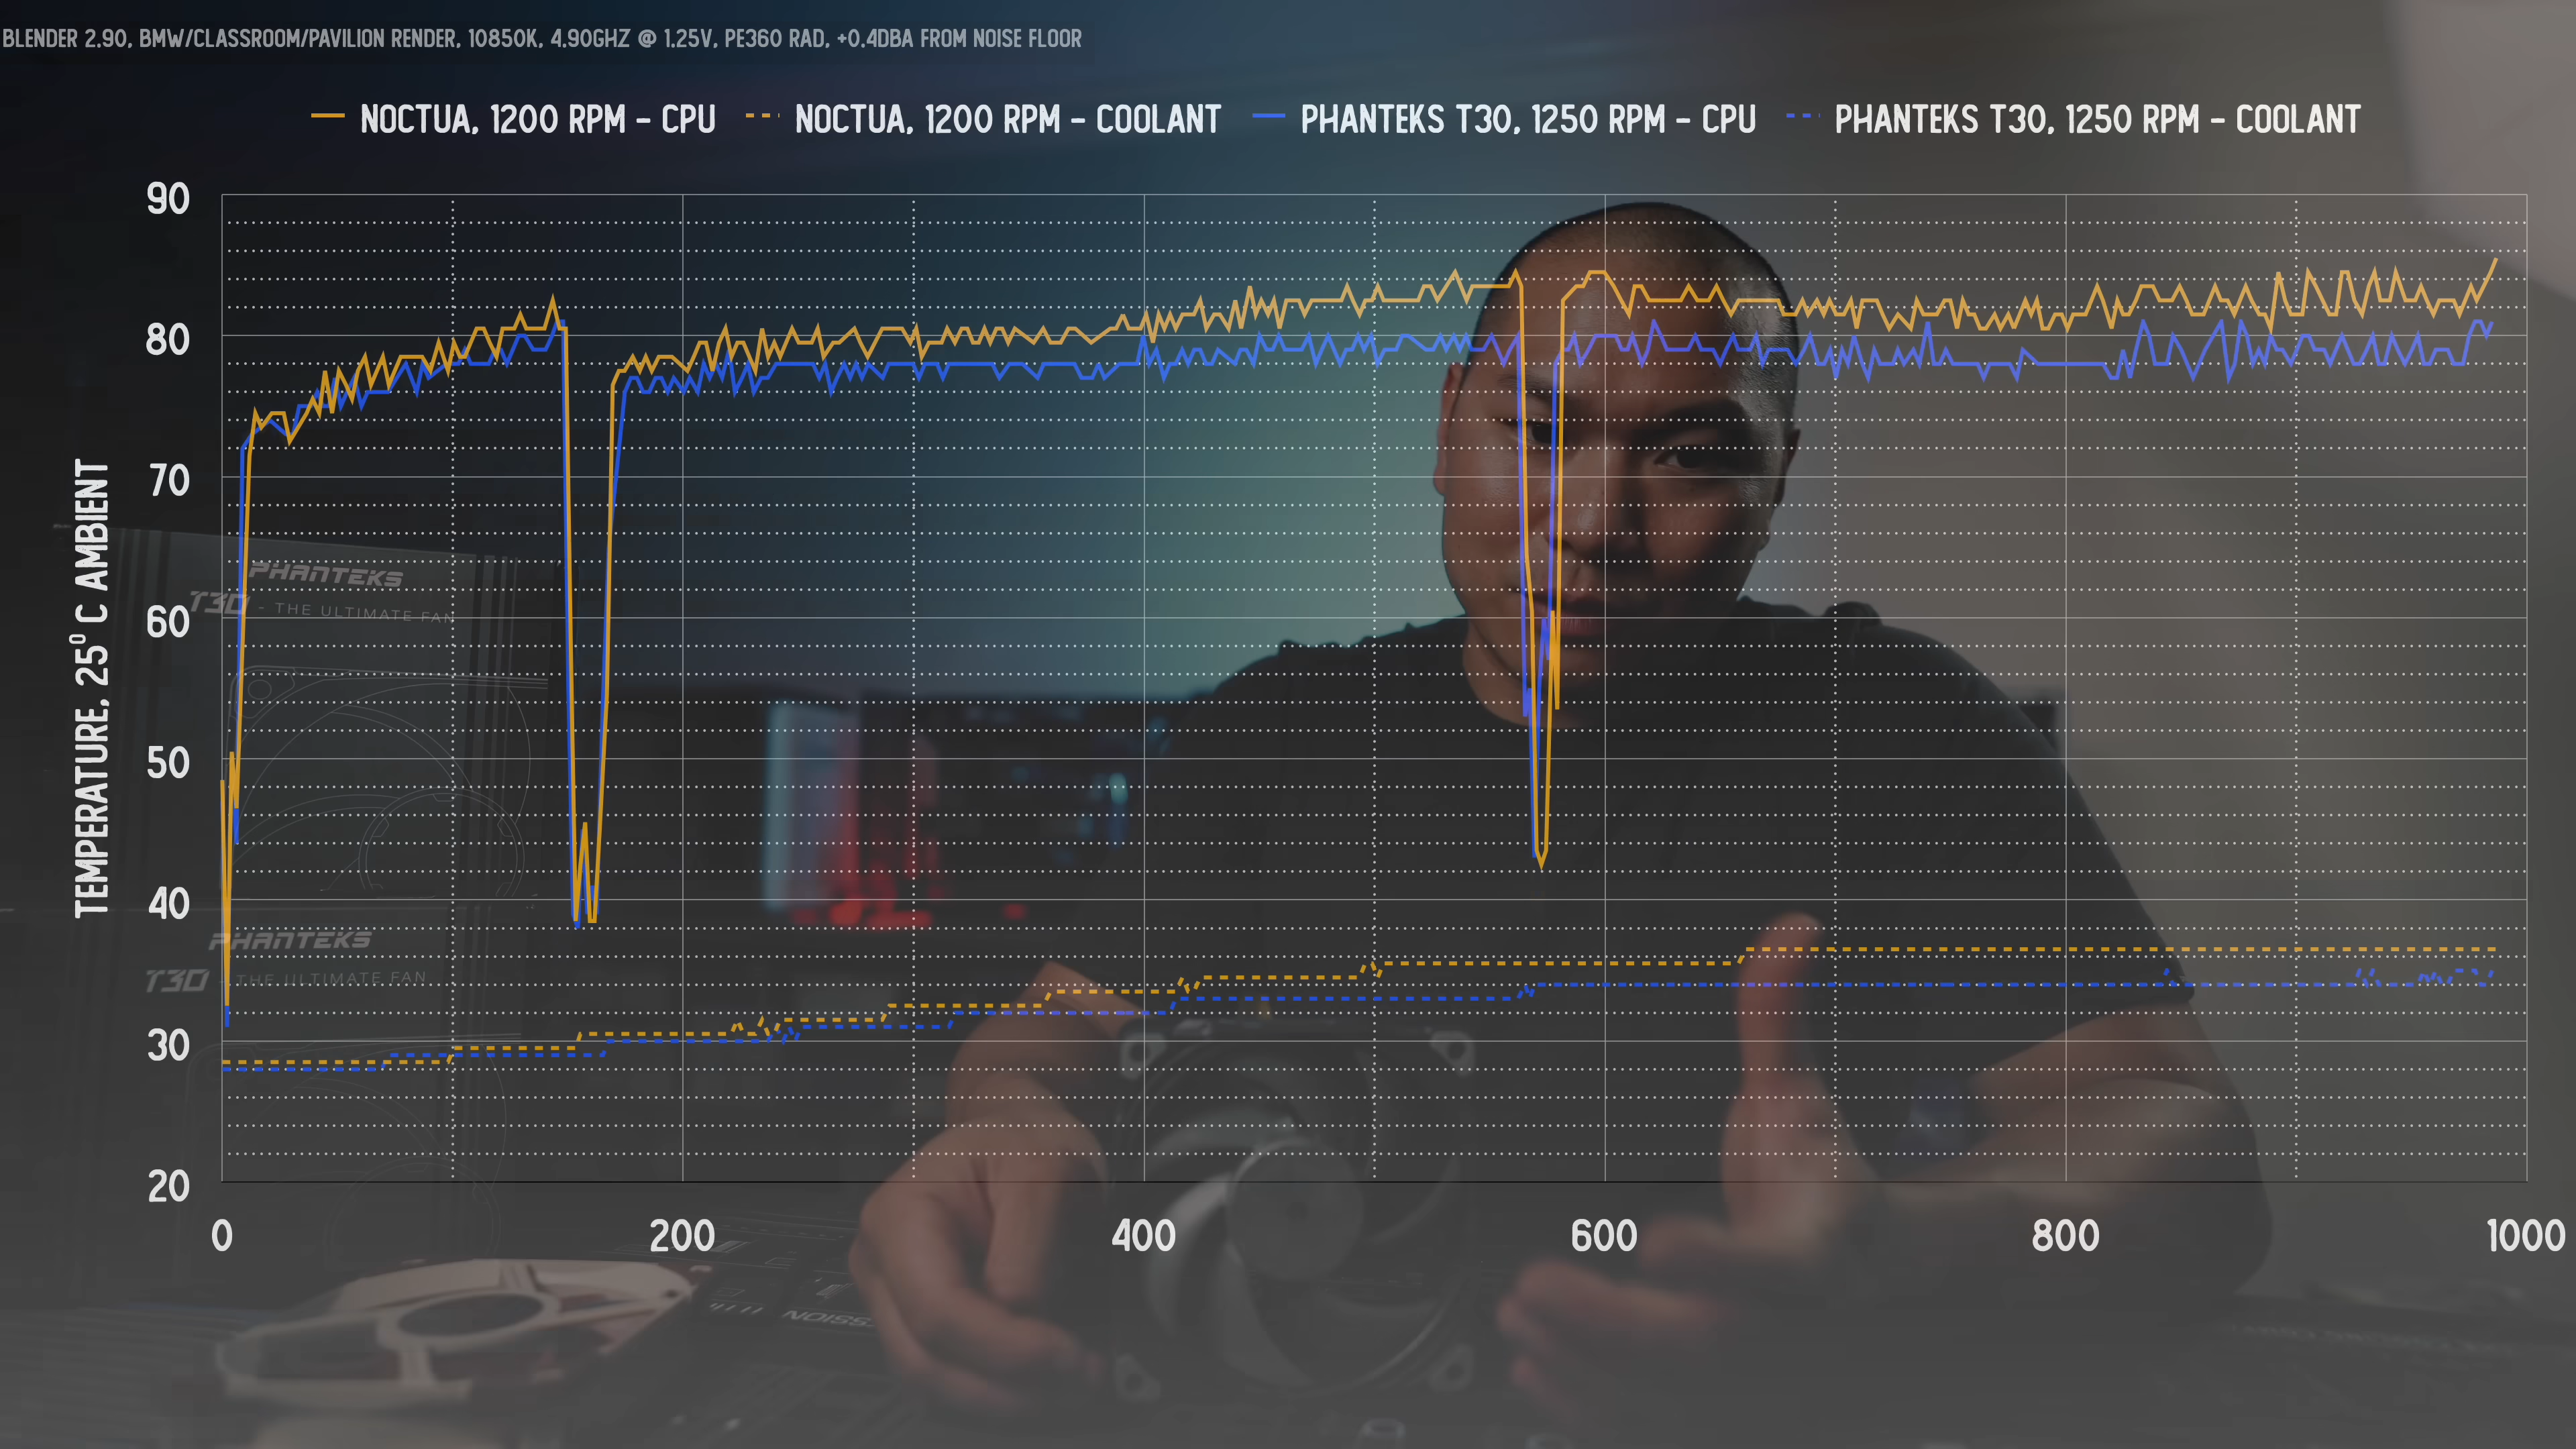 BLENDER 2.90, BMW/CLASSROOM/PAVILION RENDER, 10850K, 4.90GHZ @ 1.25V, PE360 RAD, +0.4DBA FROM NOISE FLOOR
NOCTUA, 1200 RPM - CPU NOCTUA, 1200 RPM - COOLANT PHANTEKS T30, 1250 RPM - CPU PHANTEKS T30, 1250 RPM - COOLANT
90
80
70
60
50
40
30
20
TEMPERATURE, 25° C AMBIENT
0 200 400 600 800 1000
PHANTEKS
T30 - THE ULTIMATE FAN
PHANTEKS
T30 - THE ULTIMATE FAN